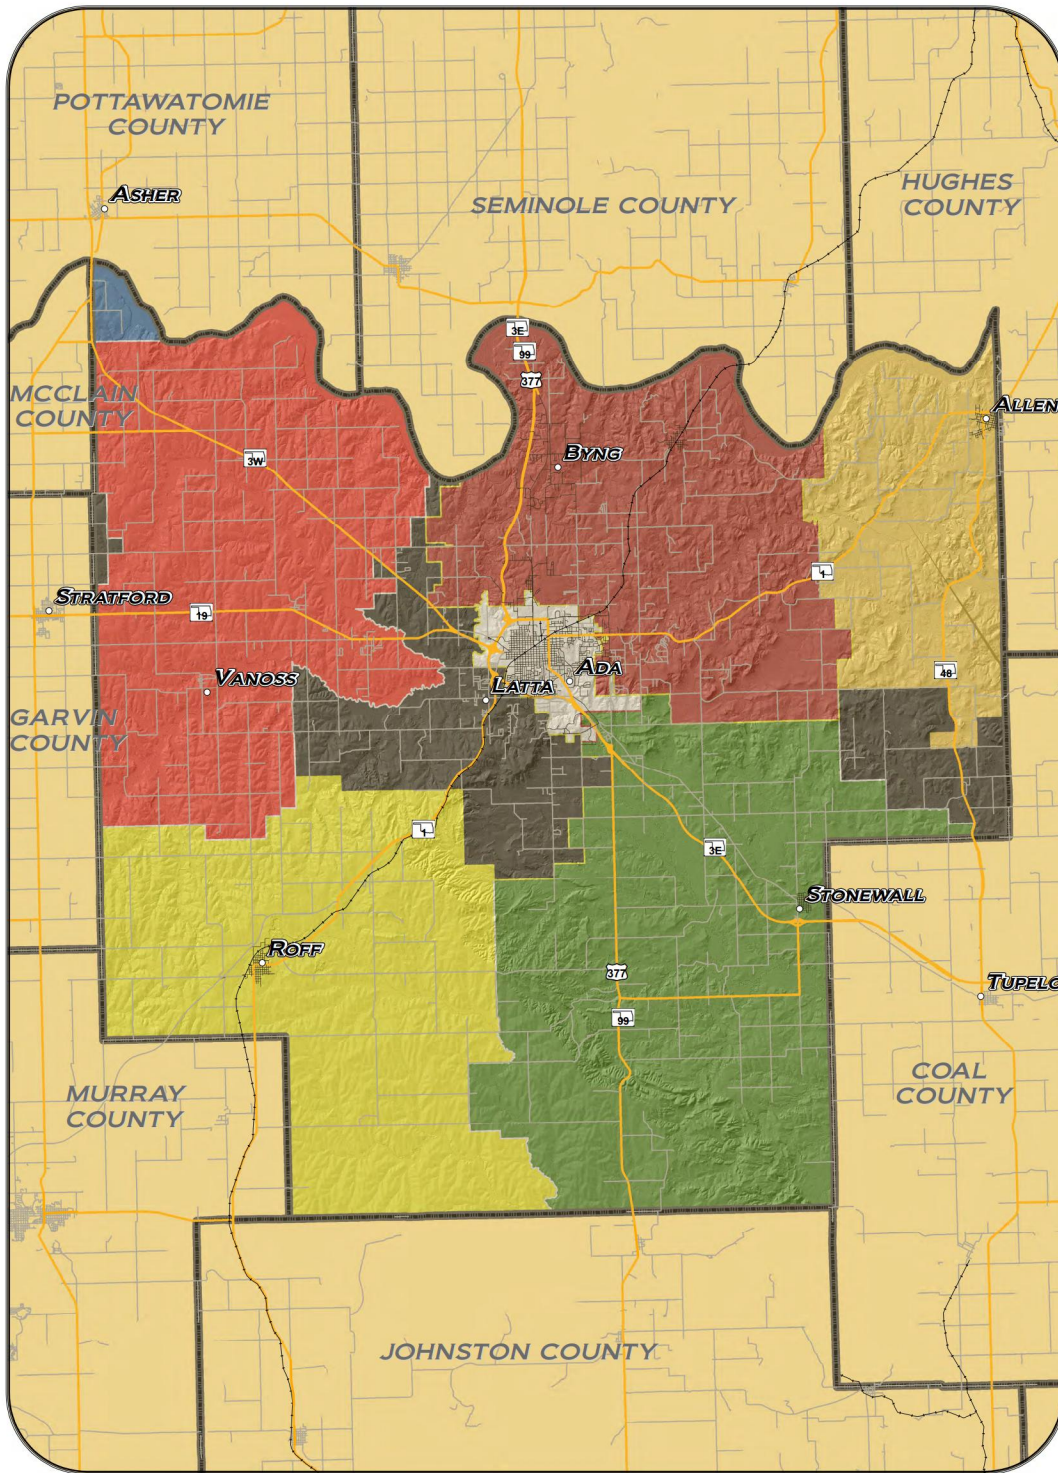 POTTAWATOMIE
COUNTY
ASHER
SEMINOLE COUNTY
HUGHES
COUNTY
3E
99
377
MCCLAIN
COUNTY
ALLEN
3W
BYNG
1
STRATFORD
19
VANOSS
ADA
LATTA
48
GARVIN
COUNTY
1
3E
STONEWALL
ROFF
377
99
TUPELO
MURRAY
COUNTY
COAL
COUNTY
JOHNSTON COUNTY